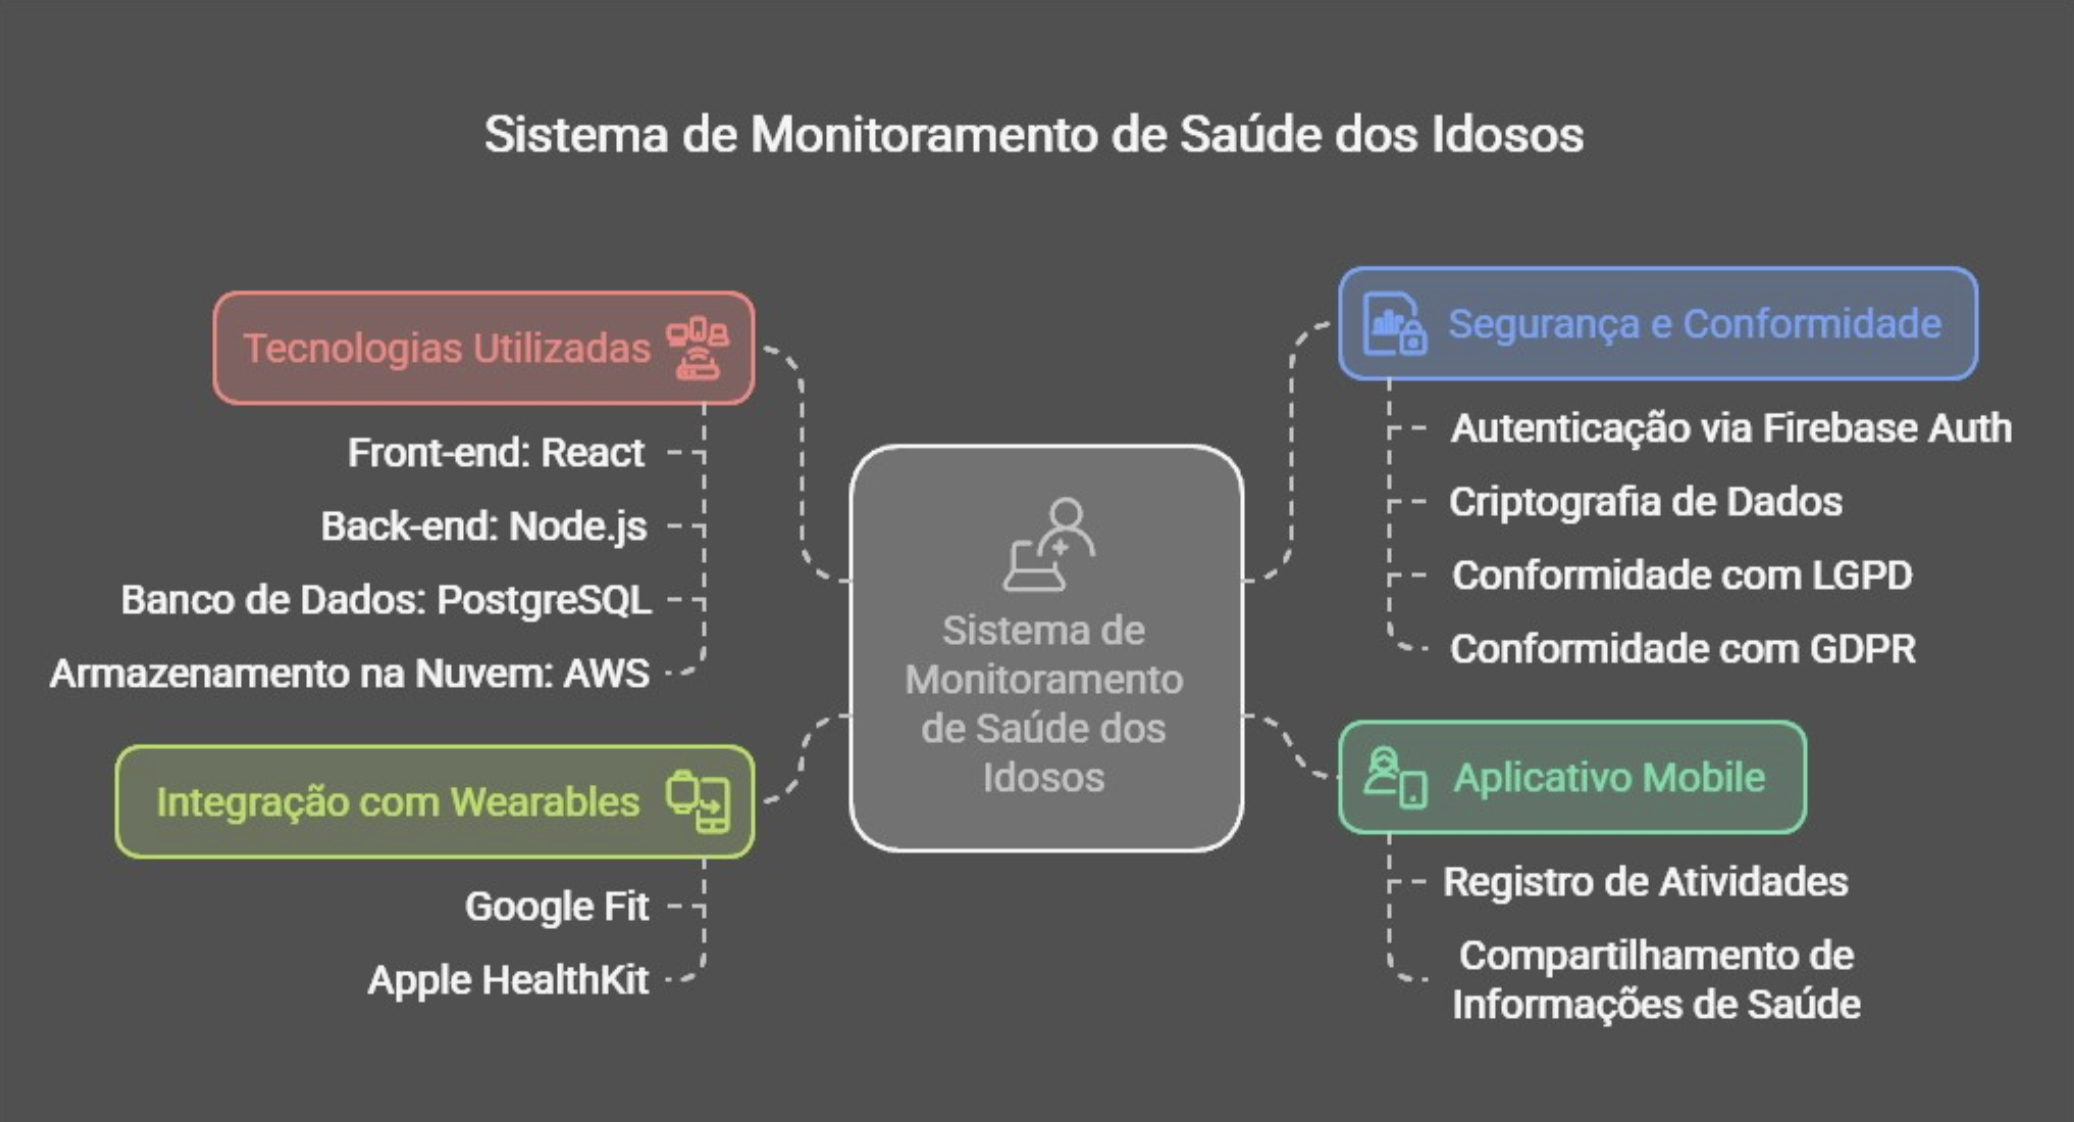 Sistema de Monitoramento de Saúde dos Idosos
Tecnologias Utilizadas
Front-end: React
Back-end: Node.js
Banco de Dados: PostgreSQL
Armazenamento na Nuvem: AWS
Integração com Wearables
Google Fit
Apple HealthKit
Sistema de
Monitoramento
de Saúde dos
Idosos
Segurança e Conformidade
Autenticação via Firebase Auth
Criptografia de Dados
Conformidade com LGPD
Conformidade com GDPR
Aplicativo Mobile
Registro de Atividades
Compartilhamento de
Informações de Saúde